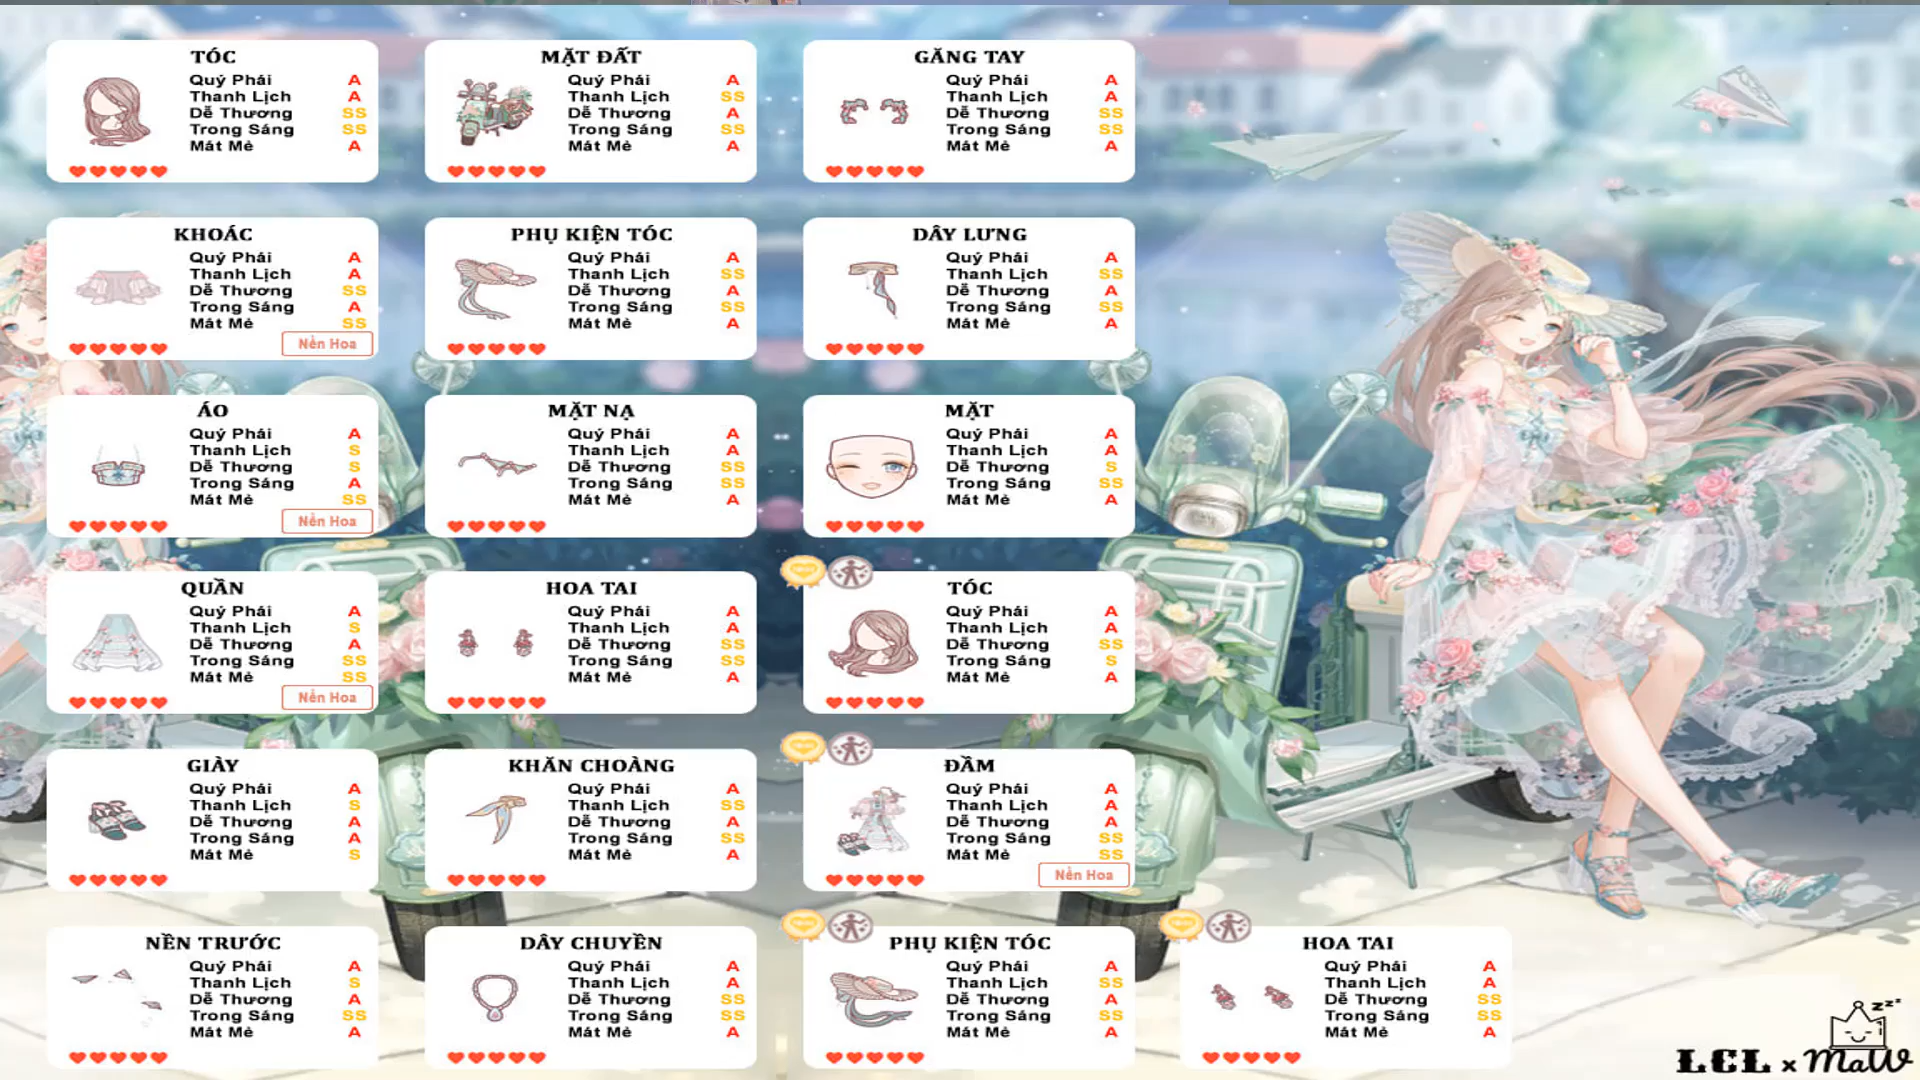 TÓC
Quý Phái A
Thanh Lịch A
Dễ Thương SS
Trong Sáng SS
Mát Mẻ A
MẶT ĐẤT
Quý Phái A
Thanh Lịch SS
Dễ Thương A
Trong Sáng SS
Mát Mẻ A
GĂNG TAY
Quý Phái A
Thanh Lịch A
Dễ Thương SS
Trong Sáng SS
Mát Mẻ A
KHOÁC
Quý Phái A
Thanh Lịch A
Dễ Thương SS
Trong Sáng A
Mát Mẻ SS
Nền Hoa
PHỤ KIỆN TÓC
Quý Phái A
Thanh Lịch SS
Dễ Thương A
Trong Sáng SS
Mát Mẻ A
DÂY LƯNG
Quý Phái A
Thanh Lịch SS
Dễ Thương A
Trong Sáng SS
Mát Mẻ A
ÁO
Quý Phái A
Thanh Lịch S
Dễ Thương S
Trong Sáng A
Mát Mẻ SS
Nền Hoa
MẶT NẠ
Quý Phái A
Thanh Lịch A
Dễ Thương SS
Trong Sáng SS
Mát Mẻ A
MẶT
Quý Phái A
Thanh Lịch A
Dễ Thương S
Trong Sáng SS
Mát Mẻ A
QUẦN
Quý Phái A
Thanh Lịch S
Dễ Thương A
Trong Sáng SS
Mát Mẻ SS
Nền Hoa
HOA TAI
Quý Phái A
Thanh Lịch A
Dễ Thương SS
Trong Sáng SS
Mát Mẻ A
TÓC
Quý Phái A
Thanh Lịch A
Dễ Thương SS
Trong Sáng S
Mát Mẻ A
GIÀY
Quý Phái A
Thanh Lịch S
Dễ Thương A
Trong Sáng A
Mát Mẻ S
KHĂN CHOÀNG
Quý Phái A
Thanh Lịch SS
Dễ Thương A
Trong Sáng SS
Mát Mẻ A
ĐẦM
Quý Phái A
Thanh Lịch A
Dễ Thương A
Trong Sáng SS
Mát Mẻ SS
Nền Hoa
NỀN TRƯỚC
Quý Phái A
Thanh Lịch S
Dễ Thương A
Trong Sáng SS
Mát Mẻ A
DÂY CHUYỀN
Quý Phái A
Thanh Lịch A
Dễ Thương SS
Trong Sáng SS
Mát Mẻ A
PHỤ KIỆN TÓC
Quý Phái A
Thanh Lịch SS
Dễ Thương A
Trong Sáng SS
Mát Mẻ A
HOA TAI
Quý Phái A
Thanh Lịch A
Dễ Thương SS
Trong Sáng SS
Mát Mẻ A
zzz
LCL x MaW